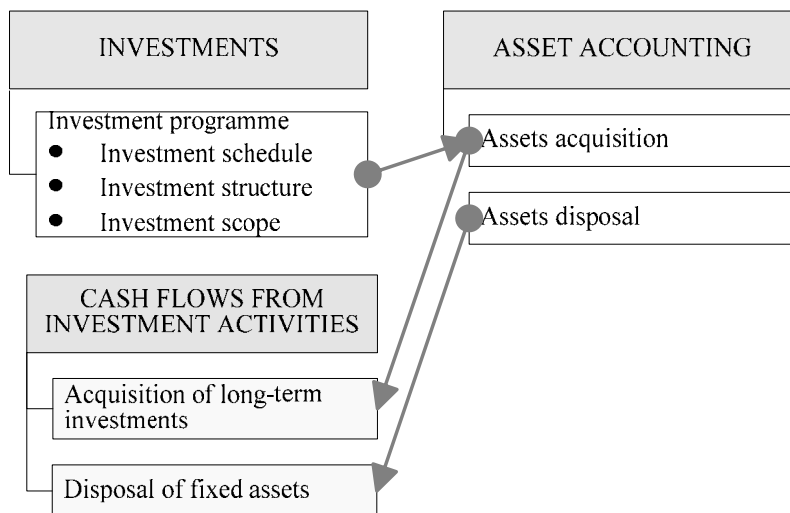 INVESTMENTS
Investment programme
● Investment schedule
● Investment structure
● Investment scope
ASSET ACCOUNTING
Assets acquisition
Assets disposal
CASH FLOWS FROM
INVESTMENT ACTIVITIES
Acquisition of long-term
investments
Disposal of fixed assets